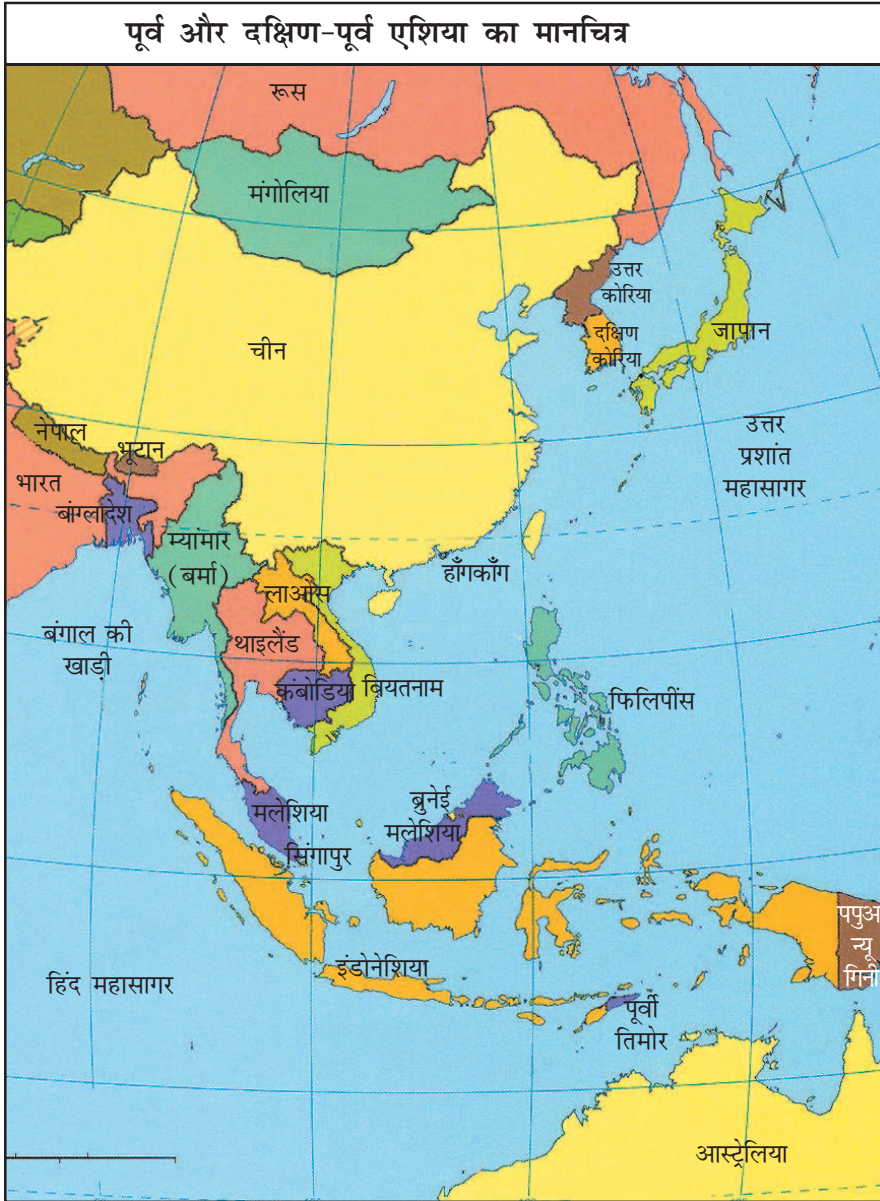 पूर्व और दक्षिण-पूर्व एशिया का मानचित्र
रूस
मंगोलिया
उत्तर
कोरिया
दक्षिण
कोरिया
जापान
चीन
नेपाल
भूटान
भारत
बांग्लादेश
उत्तर
प्रशांत
महासागर
म्यामार
(बर्मा)
हाँगकाँग
लाओस
बंगाल की
खाड़ी
थाइलैंड
कंबोडिया
वियतनाम
फिलिपींस
मलेशिया
ब्रुनेई
मलेशिया
सिंगापुर
इंडोनेशिया
पपुआ
न्यू
गिनी
हिंद महासागर
पूर्वी
तिमोर
आस्ट्रेलिया